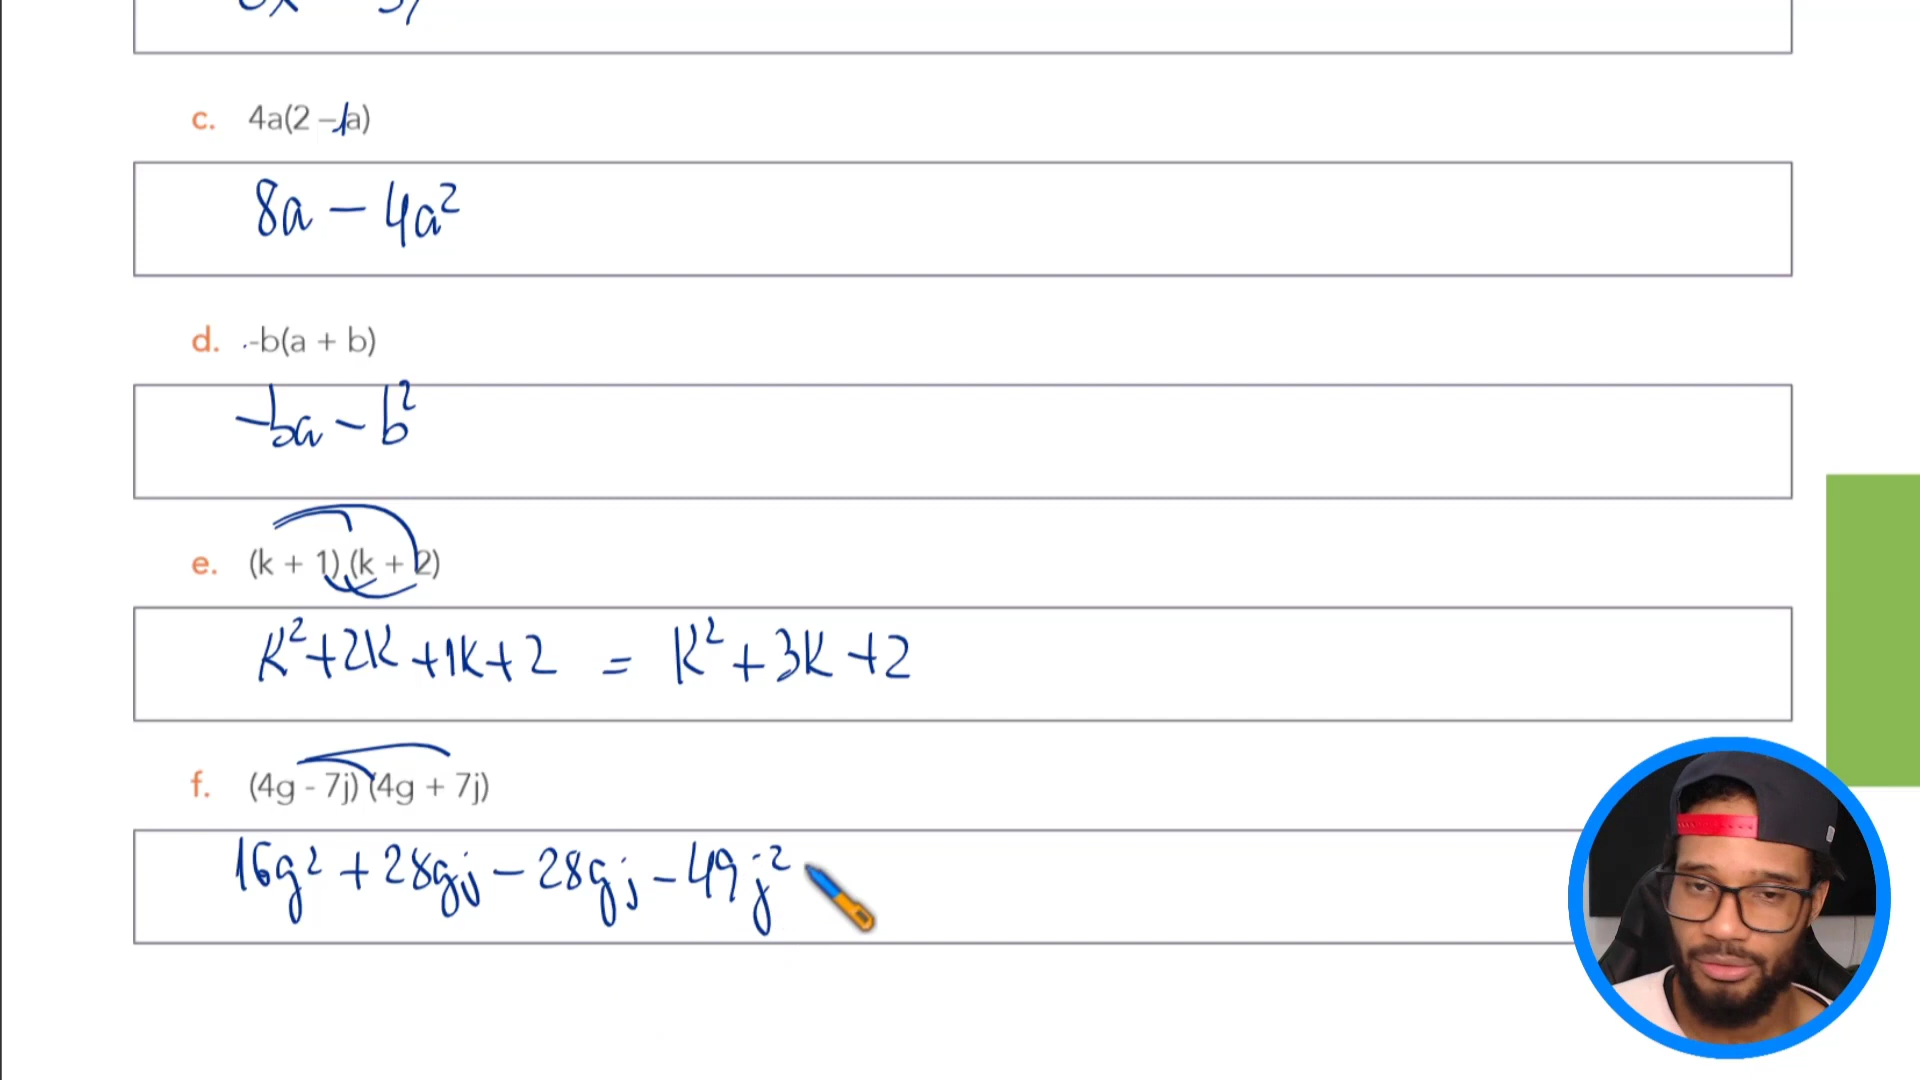 c. 4a(2 – 1a)
8a – 4a²
d. -b(a + b)
-ba – b²
e. (k + 1) (k + 2)
K²+2K+1K+2 = K²+3K+2
f. (4g - 7j) (4g + 7j)
16g² + 28gj – 28gj – 49j²